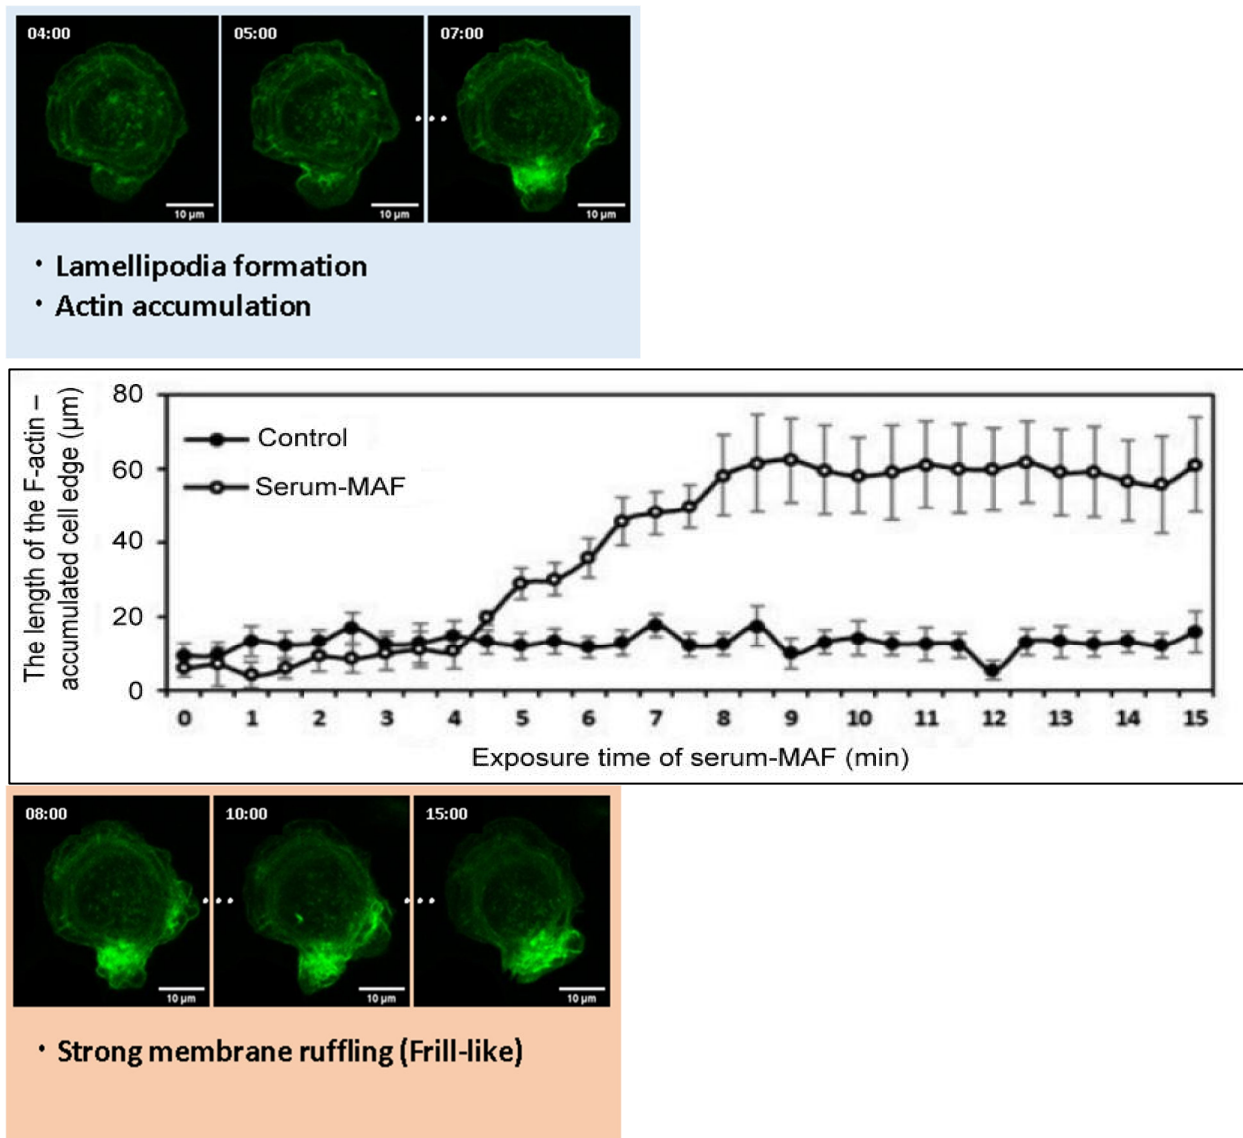 04:00 05:00 07:00
10 μm 10 μm 10 μm
· Lamellipodia formation
· Actin accumulation
The length of the F-actin –
accumulated cell edge (μm)
80
60
40
20
0
Control
Serum-MAF
0 1 2 3 4 5 6 7 8 9 10 11 12 13 14 15
Exposure time of serum-MAF (min)
08:00 10:00 15:00
10 μm 10 μm 10 μm
· Strong membrane ruffling (Frill-like)